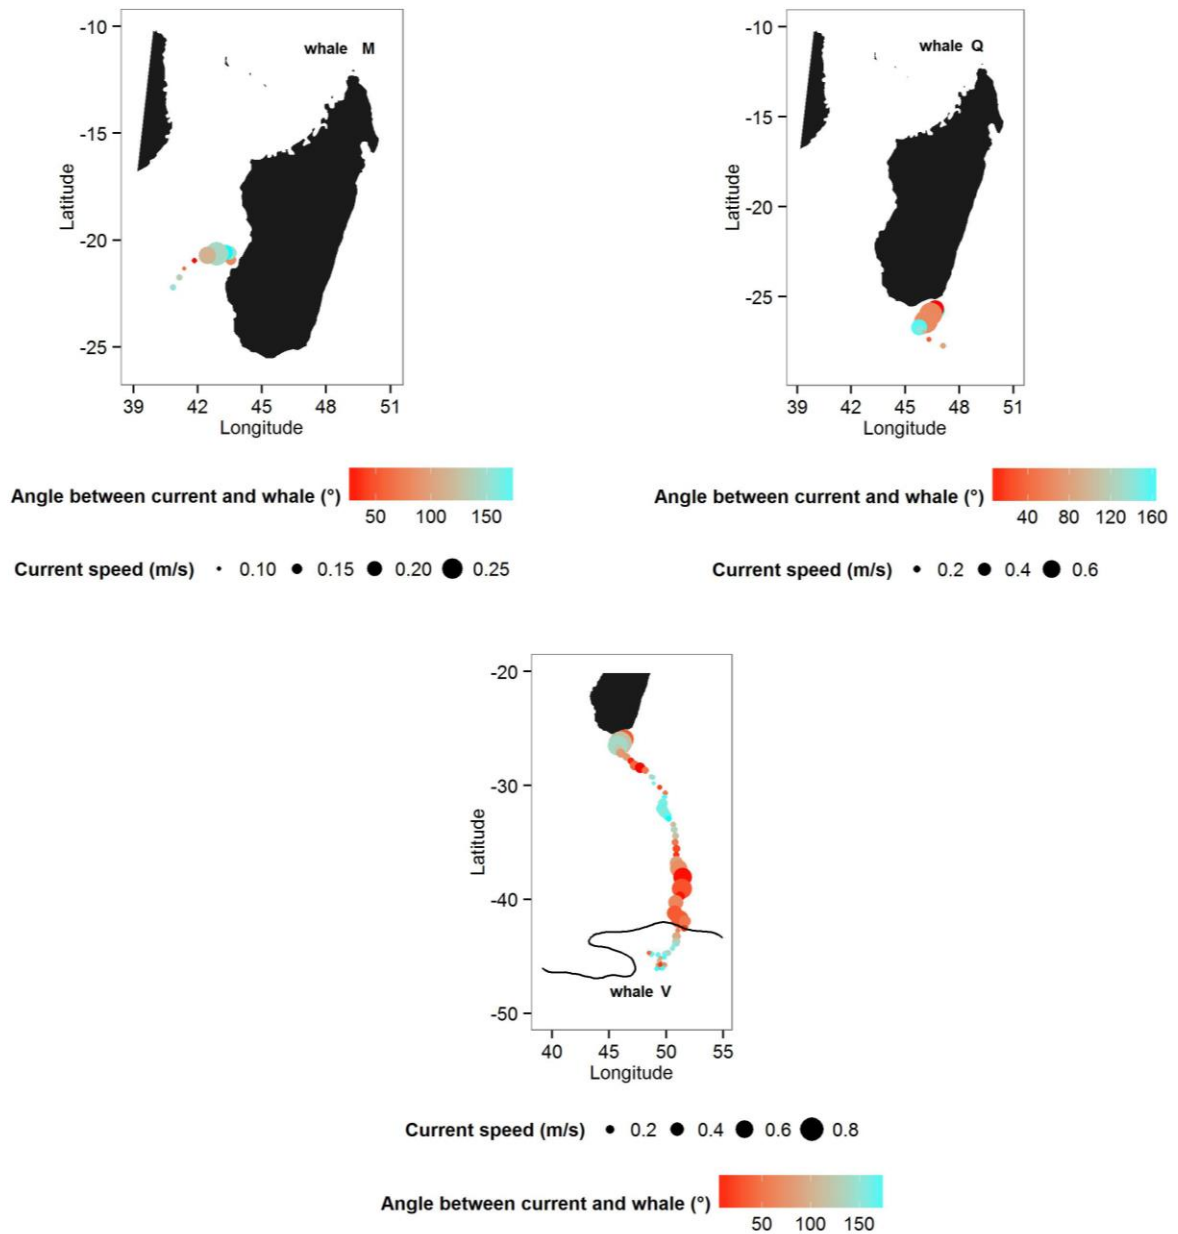 whale M
-10
-15
-20
-25
Latitude
39 42 45 48 51
Longitude
Angle between current and whale (°)
50 100 150
Current speed (m/s) 0.10 0.15 0.20 0.25
whale Q
-10
-15
-20
-25
Latitude
39 42 45 48 51
Longitude
Angle between current and whale (°)
40 80 120 160
Current speed (m/s) 0.2 0.4 0.6
-20
-30
-40
-50
Latitude
whale V
40 45 50 55
Longitude
Current speed (m/s) 0.2 0.4 0.6 0.8
Angle between current and whale (°)
50 100 150